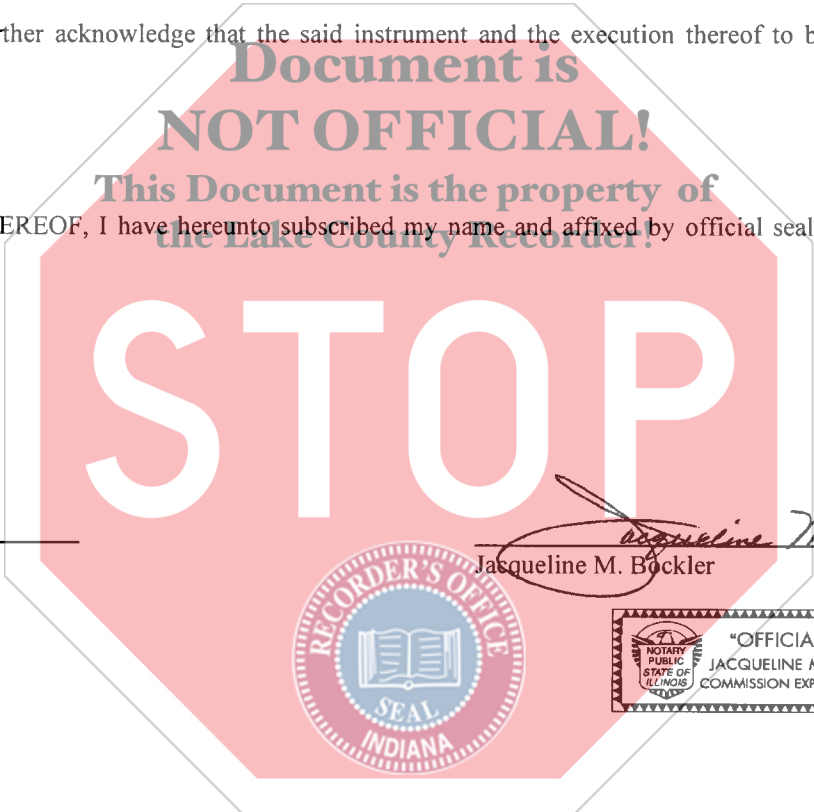 ther acknowledge that the said instrument and the execution thereof to b
Document is
NOT OFFICIAL!
This Document is the property of
EREOF, I have hereunto subscribed my name and affixed by official seal
the Lake County Recorder!
STOP
Jacqueline M
Jacqueline M. Bockler
RECORDER'S OFFICE
SEAL
INDIANA
NOTARY
PUBLIC
STATE OF
ILLINOIS
"OFFICIA
JACQUELINE M
COMMISSION EXP